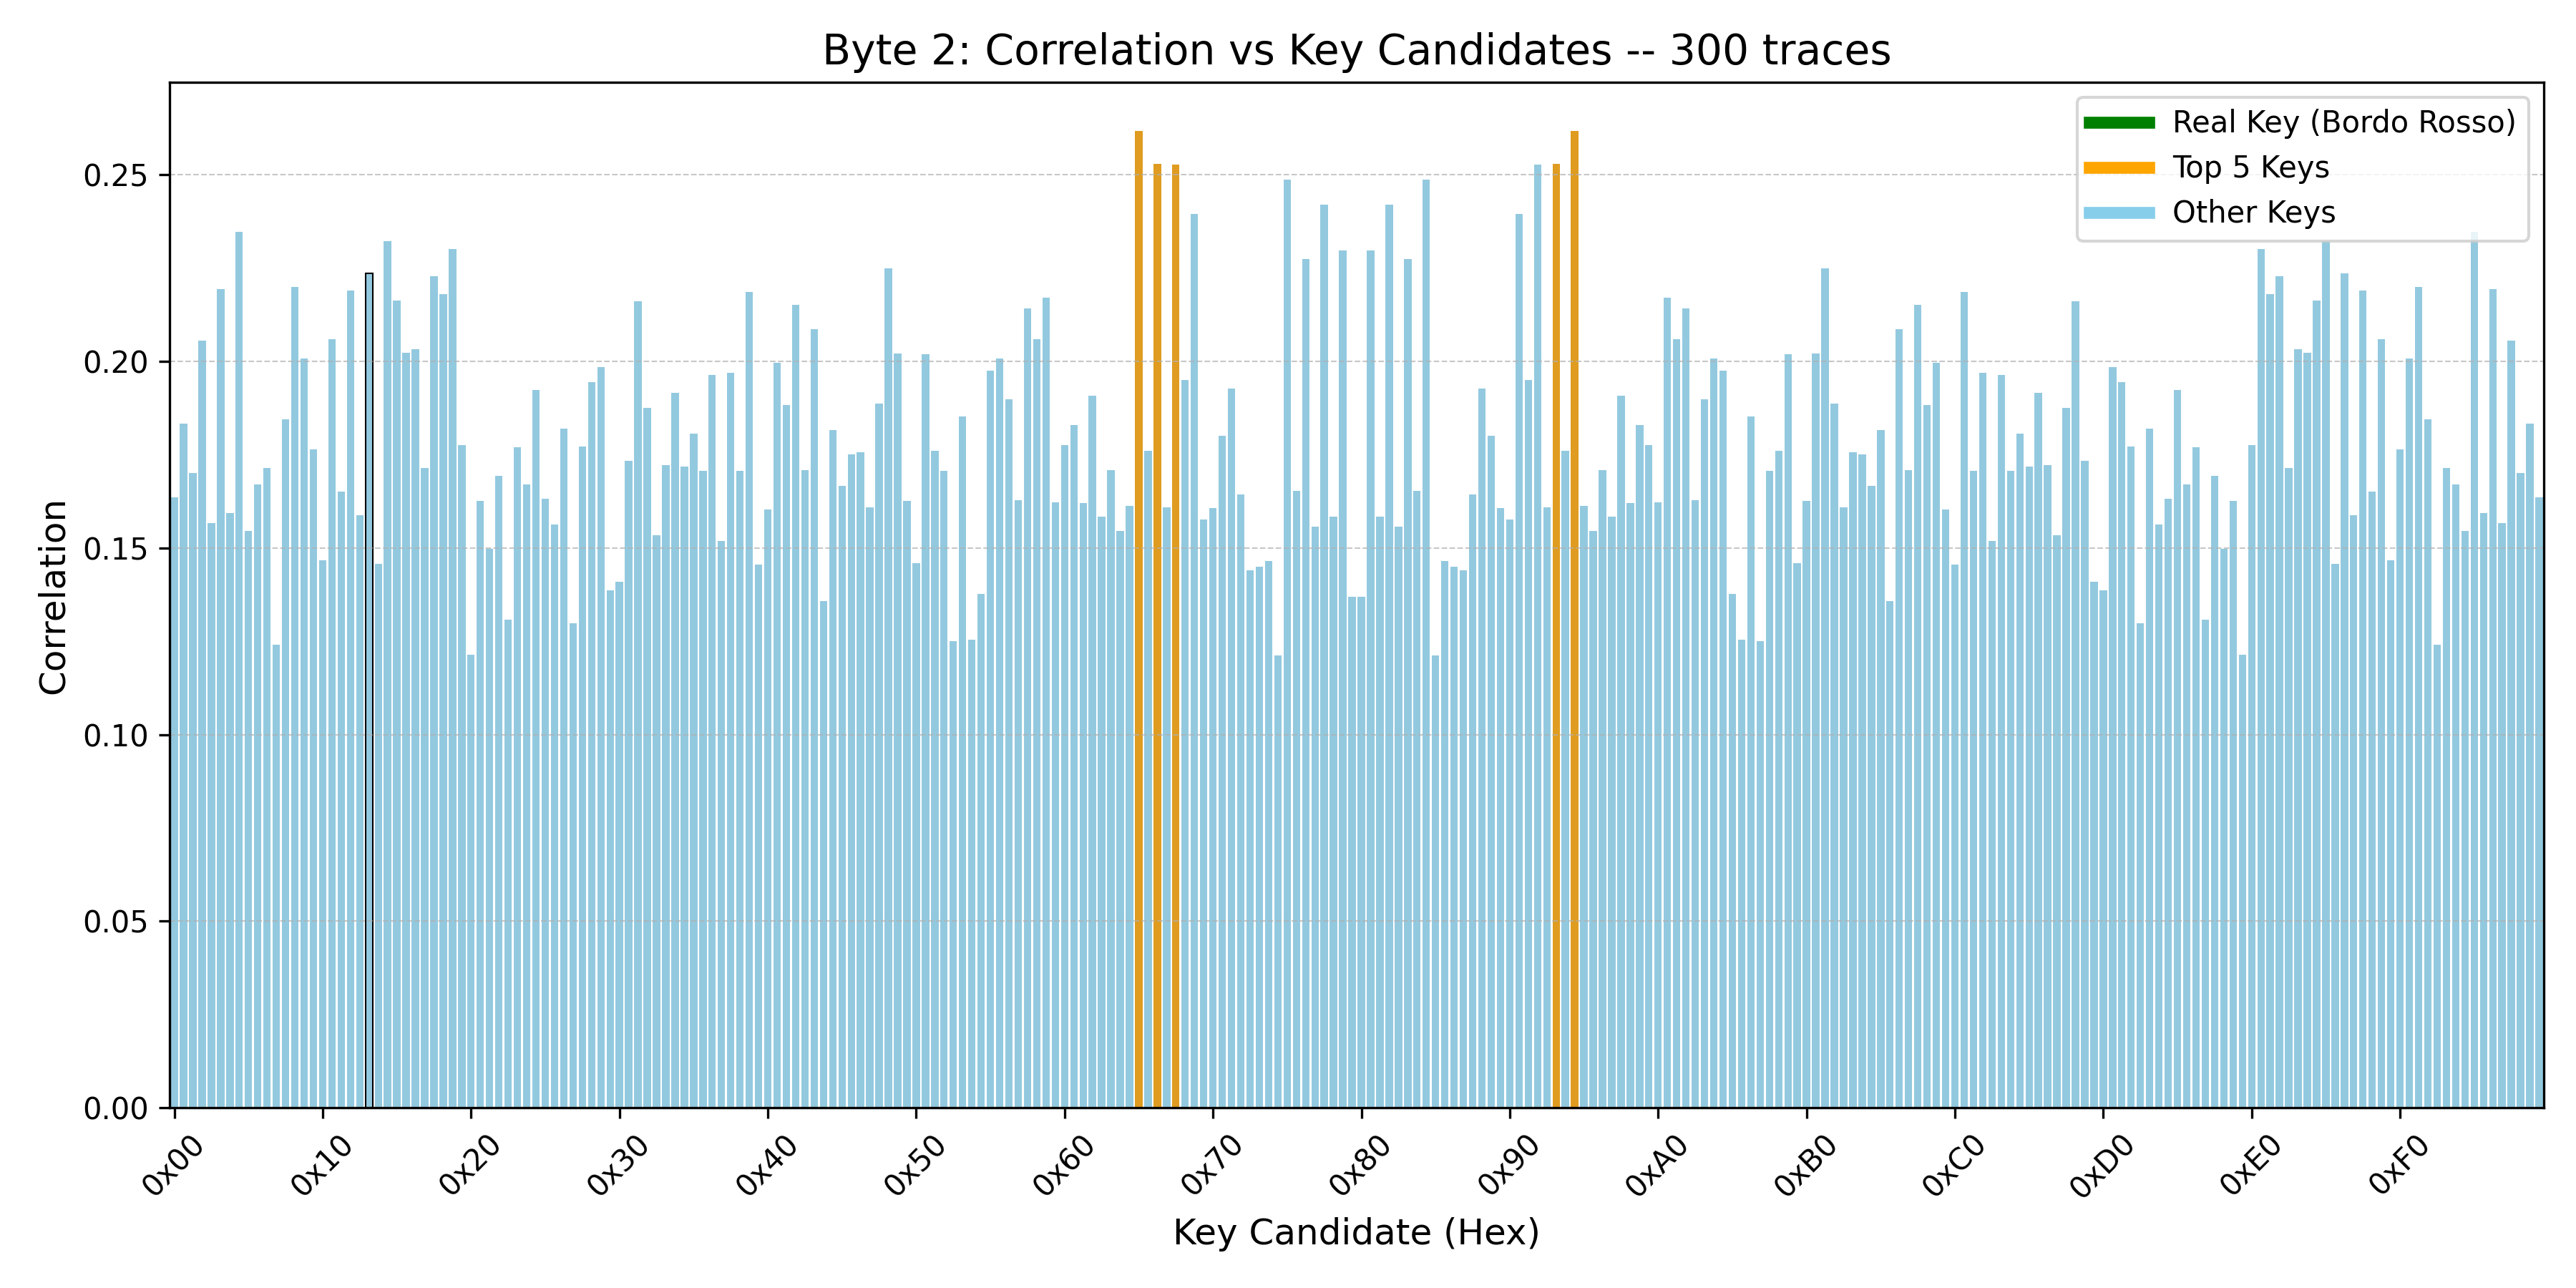 Byte 2: Correlation vs Key Candidates -- 300 traces
Real Key (Bordo Rosso)
Top 5 Keys
Other Keys
0.25
0.20
0.15
0.10
0.05
0.00
Correlation
0x00 0x10 0x20 0x30 0x40 0x50 0x60 0x70 0x80 0x90 0xA0 0xB0 0xC0 0xD0 0xE0 0xF0
Key Candidate (Hex)